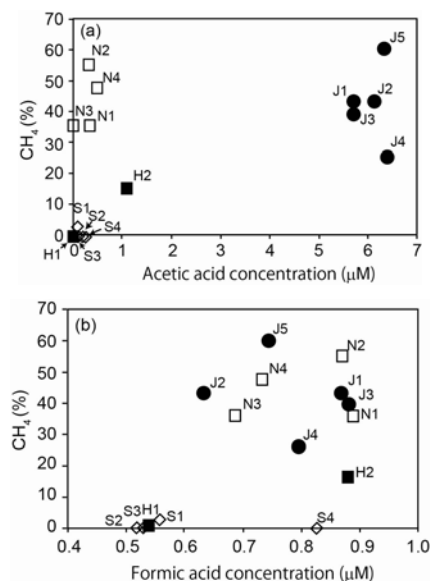 (a)
CH₄ (%)
70
60
50
40
30
20
10
0
N2
N4
N3 N1
H2
J5
J1 J2
J3
J4
S1 S2 S4
H1 S3
0 1 2 3 4 5 6 7
Acetic acid concentration (μM)
(b)
CH₄ (%)
70
60
50
40
30
20
10
0
J5
N2
J2
N4
J1
N3
J3
N1
J4
H2
S2 S3 H1 S1 S4
0.4 0.5 0.6 0.7 0.8 0.9 1.0
Formic acid concentration (μM)